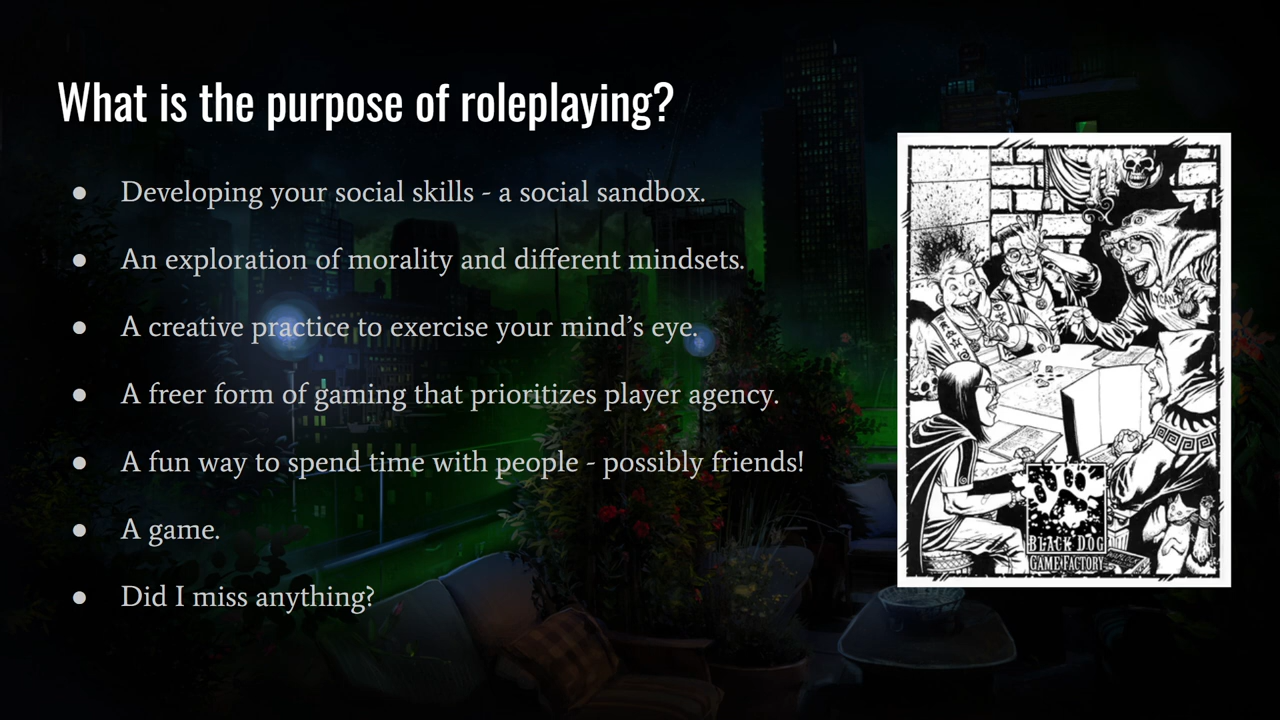 What is the purpose of roleplaying?
● Developing your social skills - a social sandbox.
● An exploration of morality and different mindsets.
● A creative practice to exercise your mind’s eye.
● A freer form of gaming that prioritizes player agency.
● A fun way to spend time with people - possibly friends!
● A game.
● Did I miss anything?
LYCAN
BLACK DOG
GAME FACTORY